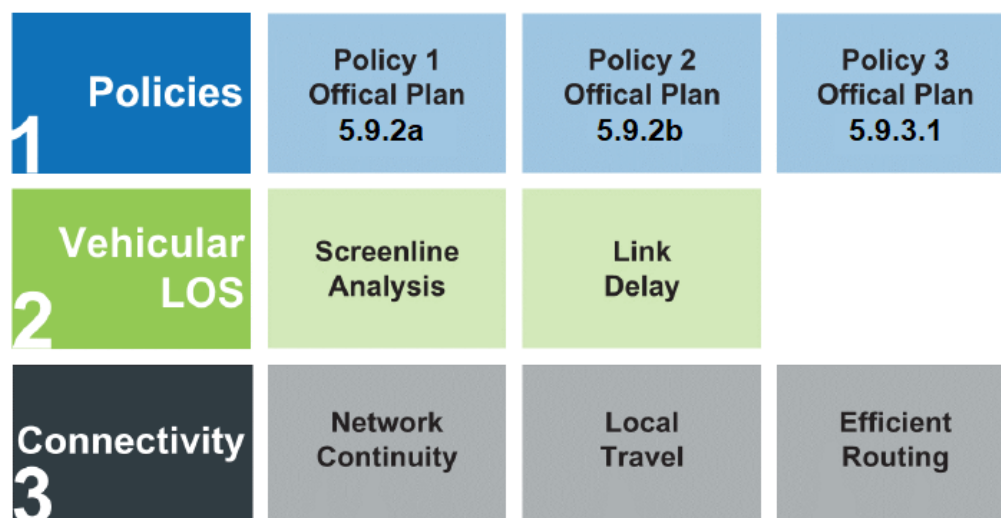 Policies
1
Policy 1
Offical Plan
5.9.2a
Policy 2
Offical Plan
5.9.2b
Policy 3
Offical Plan
5.9.3.1
Vehicular
LOS
2
Screenline
Analysis
Link
Delay
Connectivity
3
Network
Continuity
Local
Travel
Efficient
Routing